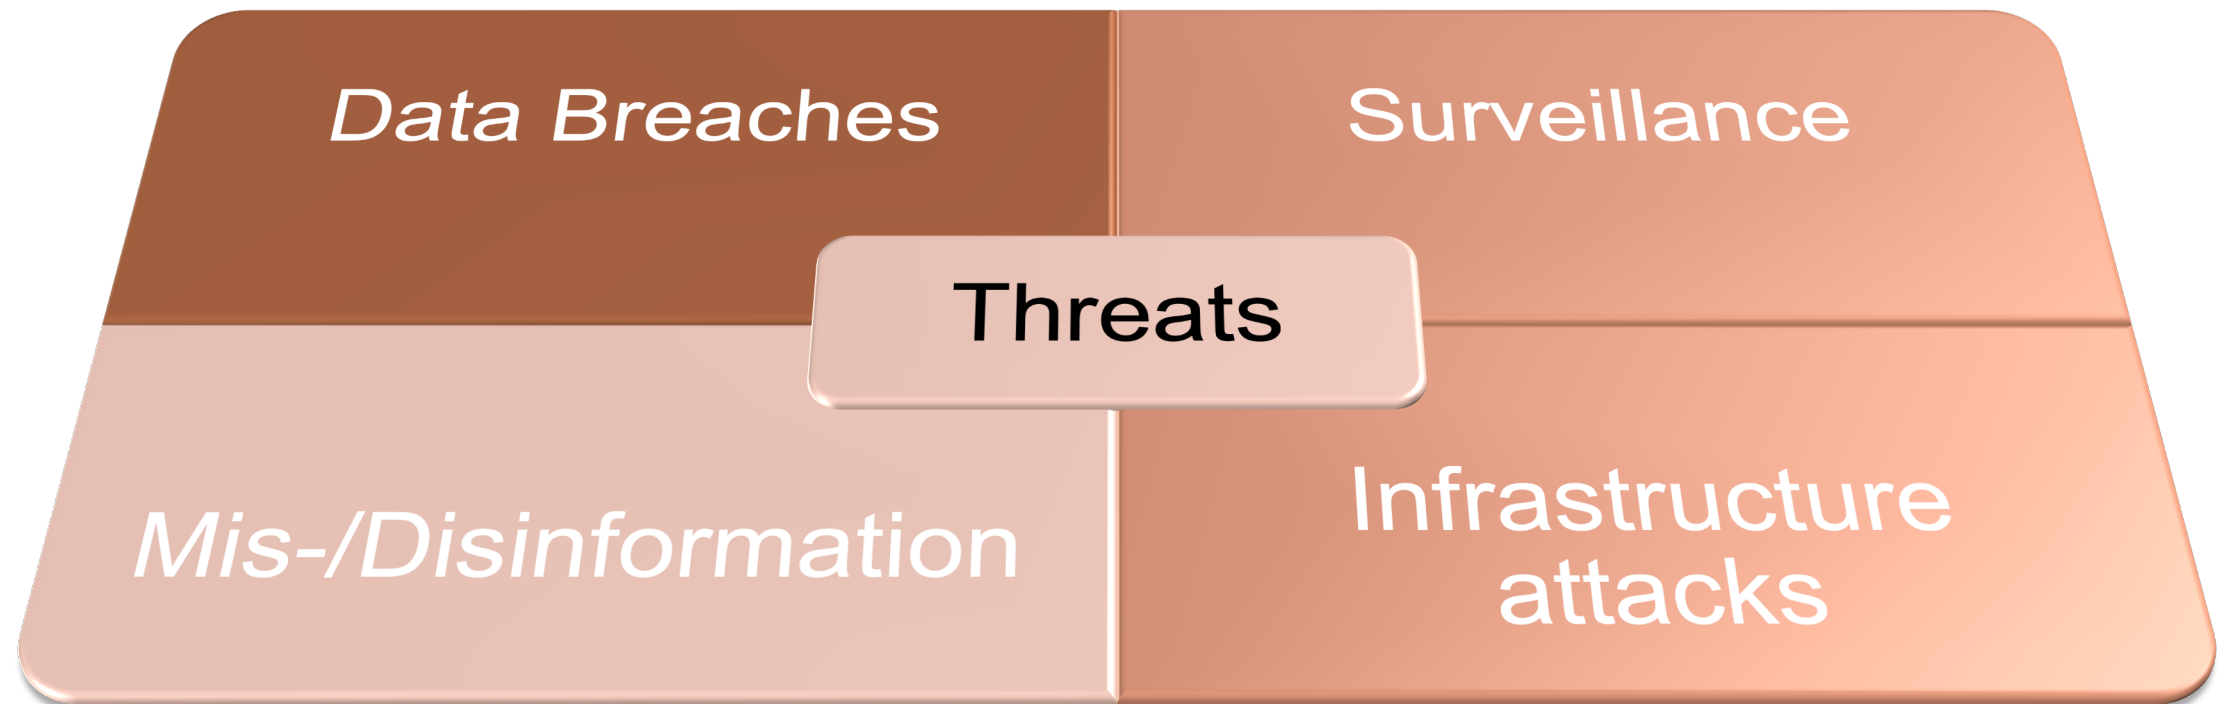 Data Breaches
Surveillance
Threats
Mis-/Disinformation
Infrastructure
attacks